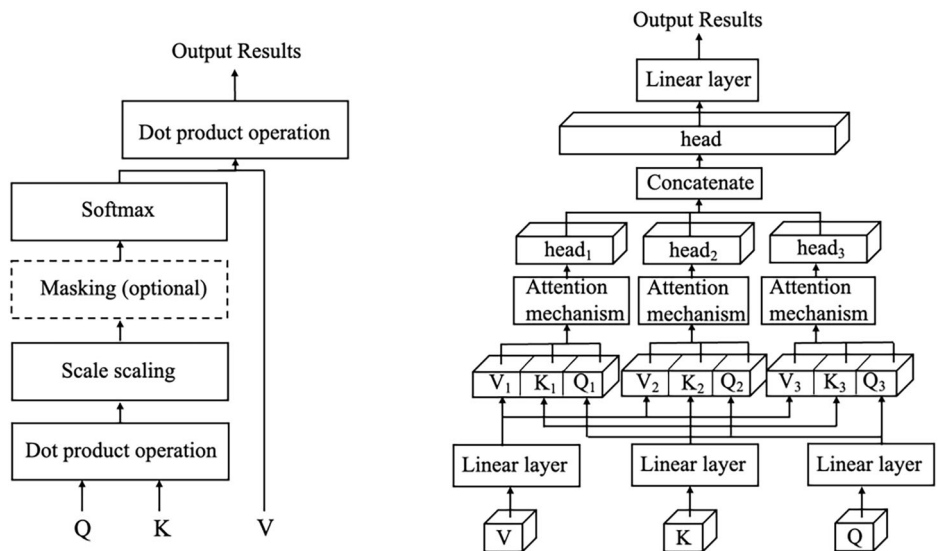 Output Results
Dot product operation
Softmax
Masking (optional)
Scale scaling
Dot product operation
Q K V
Output Results
Linear layer
head
Concatenate
head₁ head₂ head₃
Attention mechanism Attention mechanism Attention mechanism
V₁ K₁ Q₁ V₂ K₂ Q₂ V₃ K₃ Q₃
Linear layer Linear layer Linear layer
V K Q